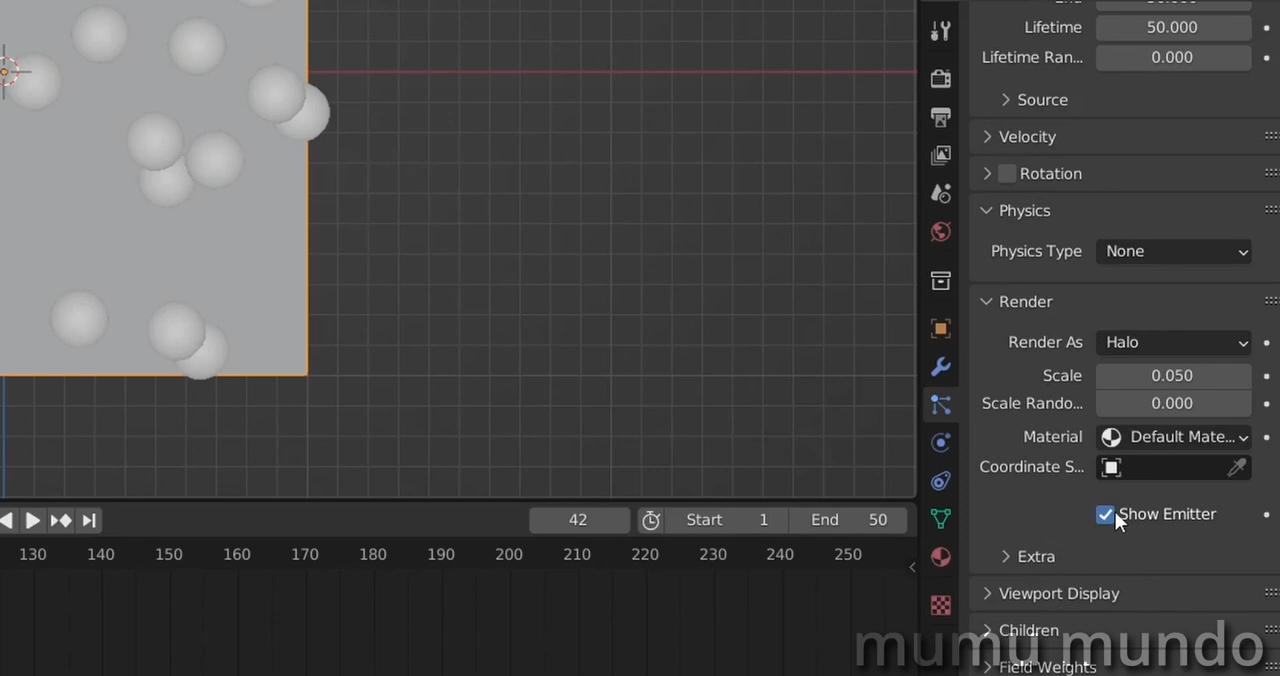 Lifetime 50.000
Lifetime Ran... 0.000
Source
Velocity
Rotation
Physics
Physics Type None
Render
Render As Halo
Scale 0.050
Scale Rando... 0.000
Material Default Mate...
Coordinate S...
Show Emitter
Extra
Viewport Display
Children
Field Weights
42 Start 1 End 50
130 140 150 160 170 180 190 200 210 220 230 240 250
mumu mundo